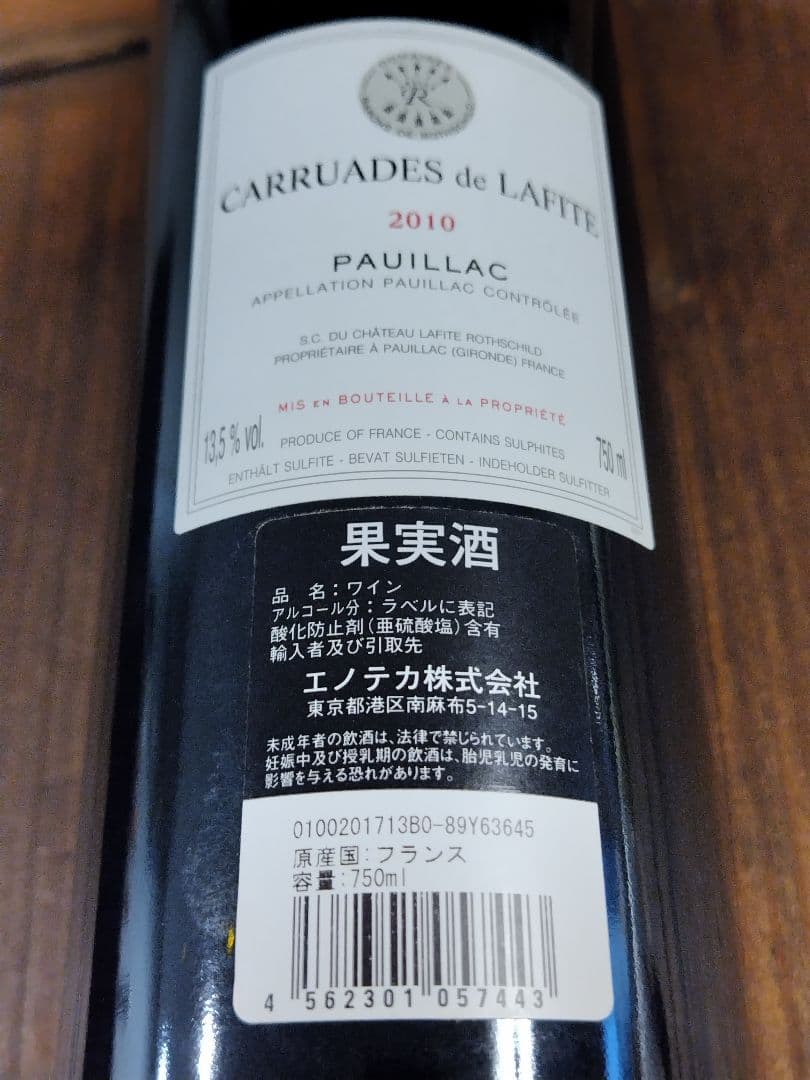 CARRUADES de LAFITE
2010
PAUILLAC
APPELLATION PAUILLAC CONTRÔLÉE
S.C. DU CHÂTEAU LAFITE ROTHSCHILD
PROPRIÉTAIRE À PAUILLAC (GIRONDE) FRANCE
MIS EN BOUTEILLE À LA PROPRIÉTÉ
13,5 % vol. PRODUCE OF FRANCE - CONTAINS SULPHITES 750 ml
ENTHÄLT SULFITE - BEVAT SULFIETEN - INDEHOLDER SULFITTER
果実酒
品 名：ワイン
アルコール分：ラベルに表記
酸化防止剤(亜硫酸塩)含有
輸入者及び引取先
エノテカ株式会社
東京都港区南麻布5-14-15
未成年者の飲酒は、法律で禁じられています。
妊娠中及び授乳期の飲酒は、胎児乳児の発育に
影響を与える恐れがあります。
0100201713B0-89Y63645
原産国:フランス
容量:750ml
4 562301 057443